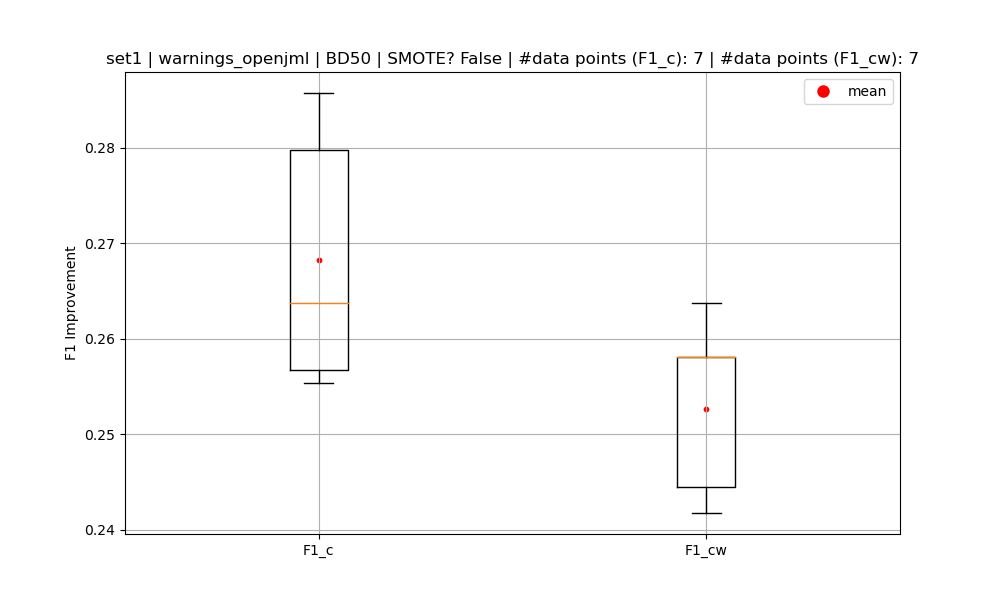 set1 | warnings_openjml | BD50 | SMOTE? False | #data points (F1_c): 7 | #data points (F1_cw): 7
mean
0.28
0.27
0.26
0.25
0.24
F1 Improvement
F1_c
F1_cw